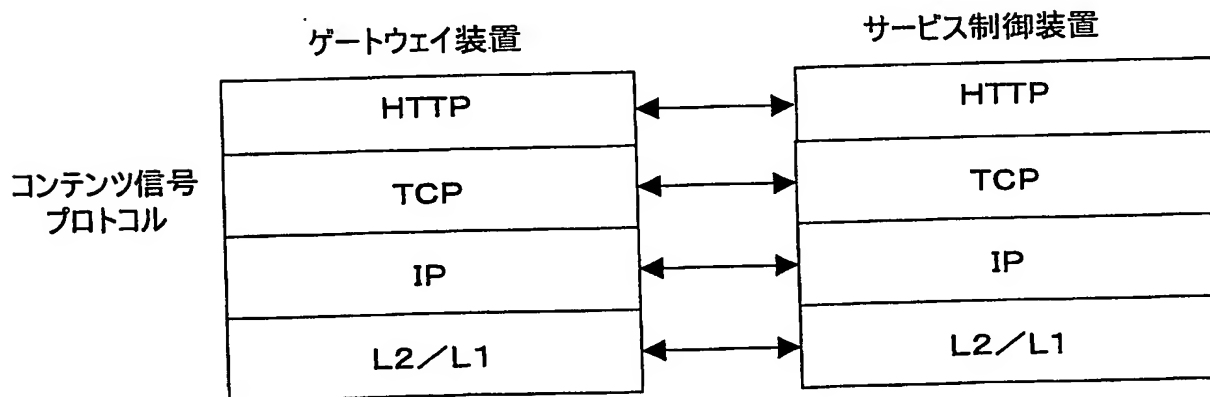 ゲートウェイ装置
サービス制御装置
HTTP
HTTP
コンテンツ信号
プロトコル
TCP
TCP
IP
IP
L2／L1
L2／L1